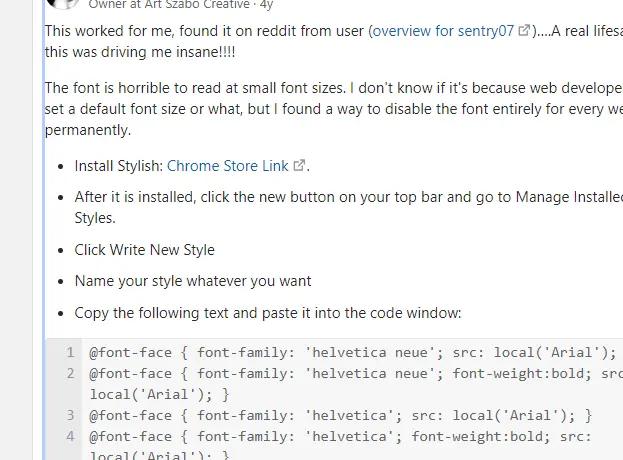 Owner at Art Szabo Creative · 4y
This worked for me, found it on reddit from user (overview for sentry07)....A real
this was driving me insane!!!!
The font is horrible to read at small font sizes. I don't know if it's because web
set a default font size or what, but I found a way to disable the font entirely for every
permanently.
• Install Stylish: Chrome Store Link.
• After it is installed, click the new button on your top bar and go to Manage Installed
Styles.
• Click Write New Style
• Name your style whatever you want
• Copy the following text and paste it into the code window:
1 @font-face { font-family: 'helvetica neue'; src: local('Arial');
2 @font-face { font-family: 'helvetica neue'; font-weight:bold; src
local('Arial'); }
3 @font-face { font-family: 'helvetica'; src: local('Arial'); }
4 @font-face { font-family: 'helvetica'; font-weight:bold; src:
local('Arial'); }